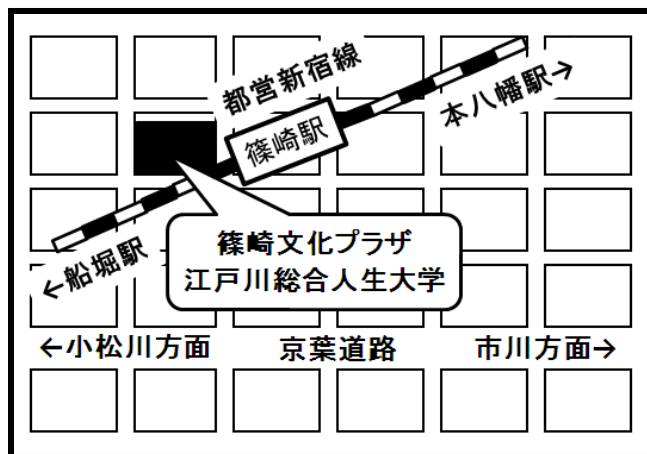 都営新宿線
本八幡駅→
篠崎駅
←船堀駅
篠崎文化プラザ
江戸川総合人生大学
←小松川方面
京葉道路
市川方面→